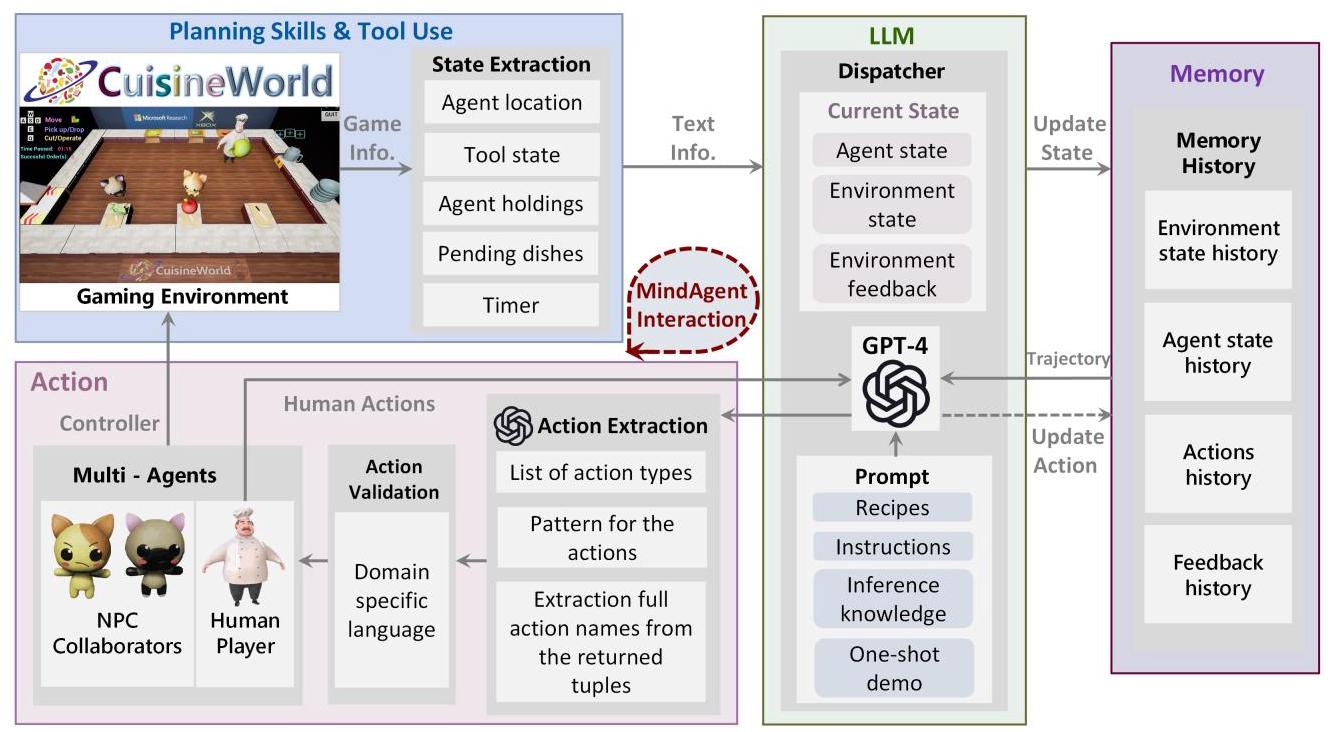 Planning Skills & Tool Use
CuisineWorld
Microsoft Research
XBOX
QUIT
Move
Pick up/Drop
Cut/Operate
Time Passed:
Successful Order(s):
CuisineWorld
Gaming Environment
Game
Info.
State Extraction
Agent location
Tool state
Agent holdings
Pending dishes
Timer
Text
Info.
MindAgent
Interaction
LLM
Dispatcher
Current State
Agent state
Environment
state
Environment
feedback
GPT-4
Prompt
Recipes
Instructions
Inference
knowledge
One-shot
demo
Update
State
Trajectory
Update
Action
Memory
Memory
History
Environment
state history
Agent state
history
Actions
history
Feedback
history
Action
Controller
Human Actions
Multi - Agents
NPC
Collaborators
Human
Player
Action
Validation
Domain
specific
language
Action Extraction
List of action types
Pattern for the
actions
Extraction full
action names from
the returned
tuples